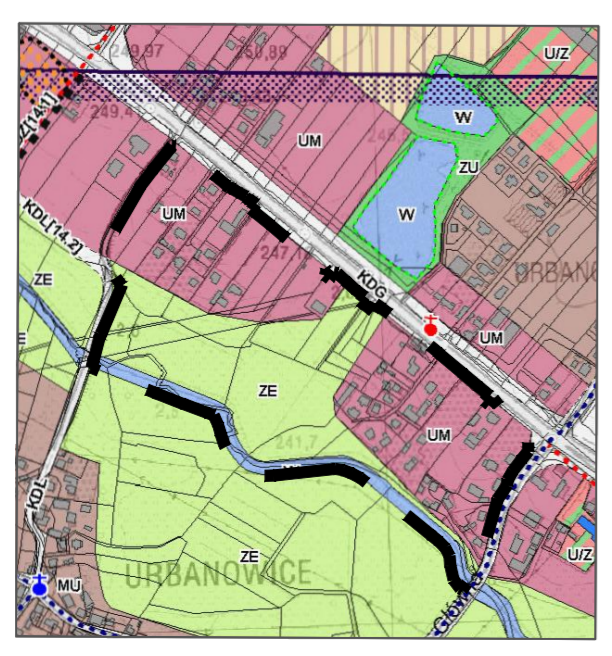 249,97
250,89
U/Z
249,4
Z[14.1]
W
UM
ZU
UM
W
KDL[14.2]
247,1
URBANO
ZE
KDG
UM
ZE
UM
241,7
KDL
ZE
U/Z
URBANOWICE
MU